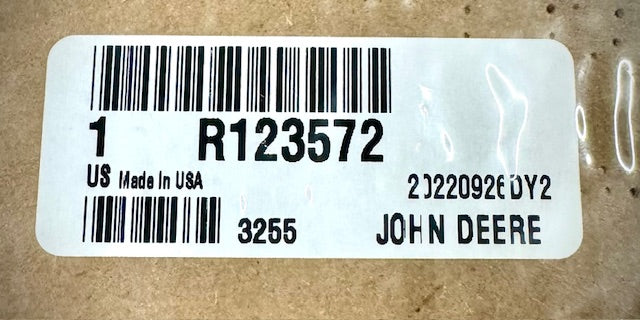 1 R123572
US Made In USA
20220926DY2
3255 JOHN DEERE